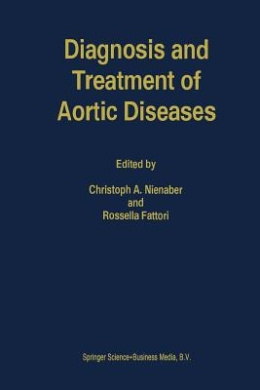 Diagnosis and
Treatment of
Aortic Diseases
Edited by
Christoph A. Nienaber
and
Rossella Fattori
Springer Science+Business Media, B.V.